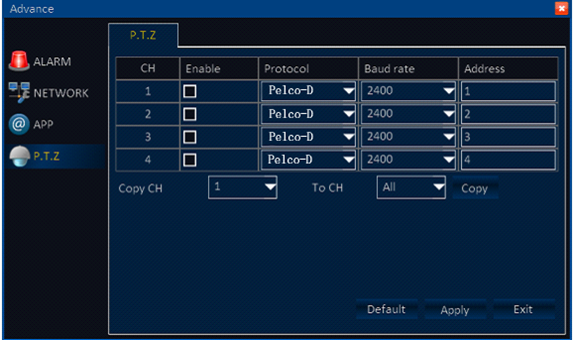 Advance
P.T.Z
ALARM
NETWORK
APP
P.T.Z
CH Enable Protocol Baud rate Address
1 Pelco-D 2400 1
2 Pelco-D 2400 2
3 Pelco-D 2400 3
4 Pelco-D 2400 4
Copy CH 1 To CH All Copy
Default Apply Exit